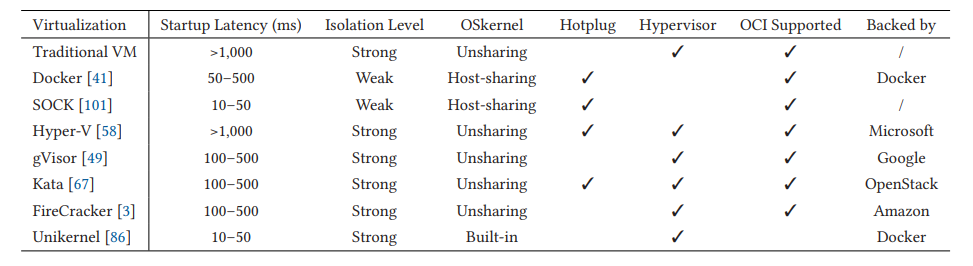 Virtualization Startup Latency (ms) Isolation Level OSkernel Hotplug Hypervisor OCI Supported Backed by
Traditional VM >1,000 Strong Unsharing ✓ ✓ /
Docker [41] 50–500 Weak Host-sharing ✓ ✓ Docker
SOCK [101] 10–50 Weak Host-sharing ✓ ✓ /
Hyper-V [58] >1,000 Strong Unsharing ✓ ✓ ✓ Microsoft
gVisor [49] 100–500 Strong Unsharing ✓ ✓ Google
Kata [67] 100–500 Strong Unsharing ✓ ✓ ✓ OpenStack
FireCracker [3] 100–500 Strong Unsharing ✓ ✓ Amazon
Unikernel [86] 10–50 Strong Built-in ✓ Docker